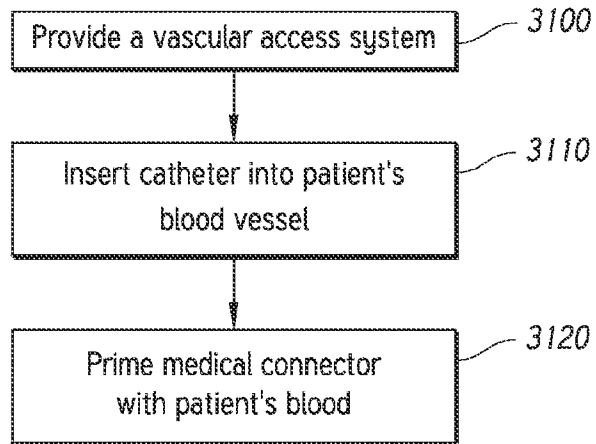 Provide a vascular access system
3100
Insert catheter into patient's
blood vessel
3110
Prime medical connector
with patient's blood
3120